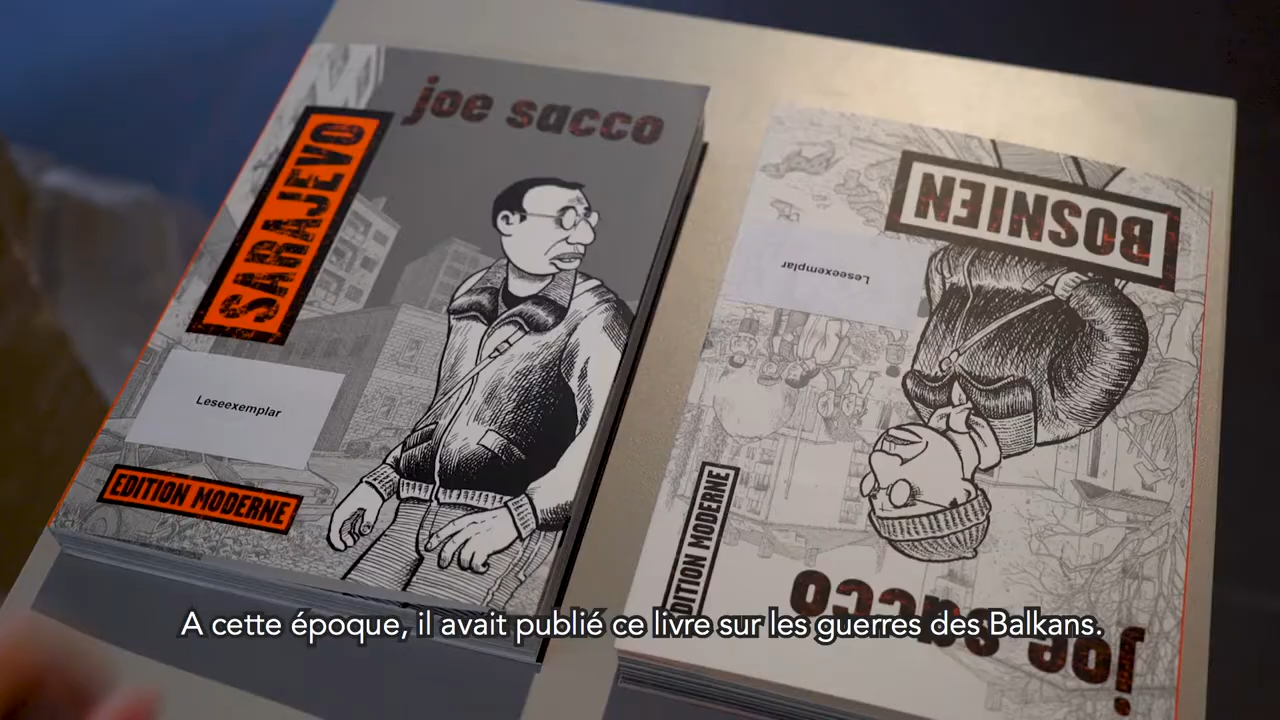 joe sacco
SARAJEVO
Leseexemplar
EDITION MODERNE
BOSNIEN
Leseexemplar
EDITION MODERNE
joe sacco
A cette époque, il avait publié ce livre sur les guerres des Balkans.